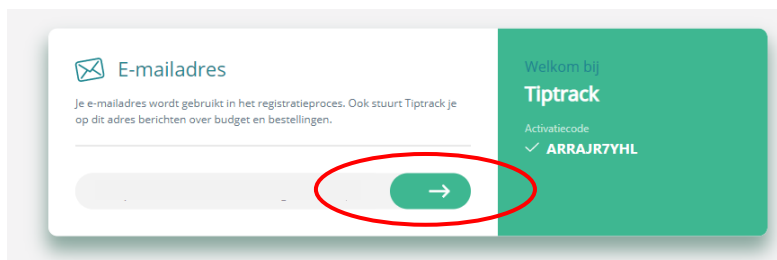 E-mailadres
Je e-mailadres wordt gebruikt in het registratieproces. Ook stuurt Tiptrack je
op dit adres berichten over budget en bestellingen.
Welkom bij
Tiptrack
Activatiecode
ARRAJR7YHL